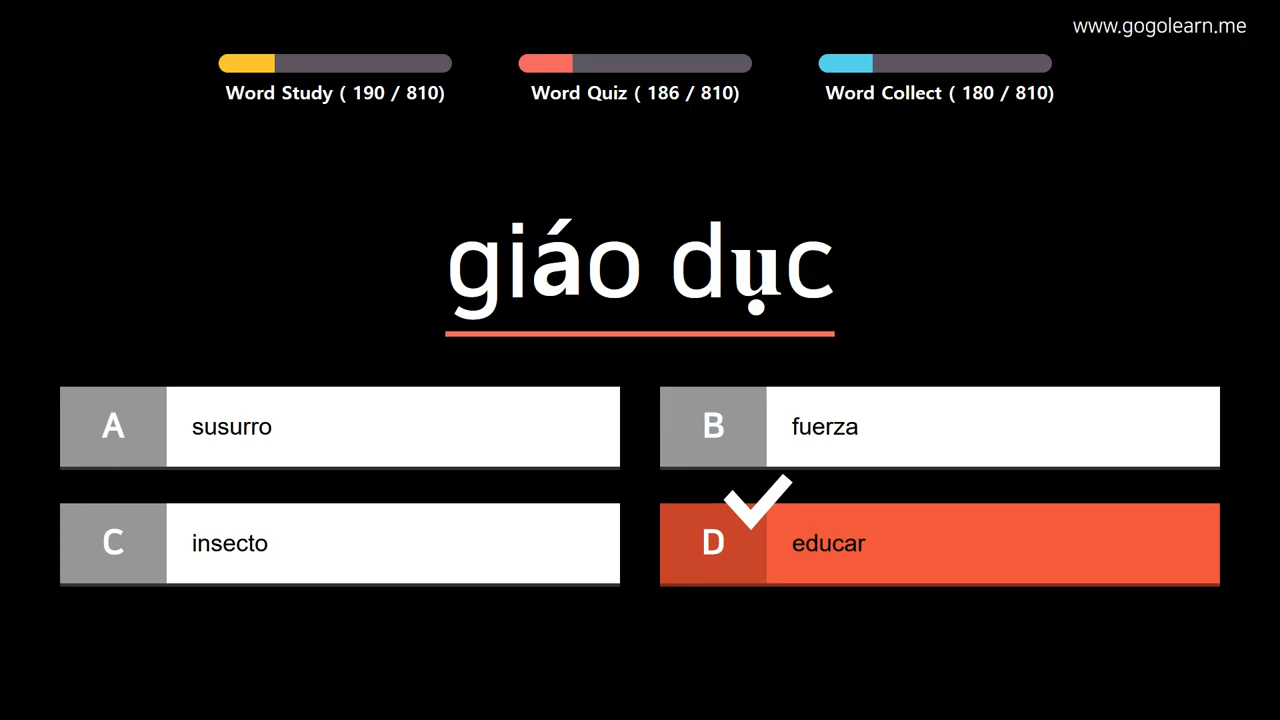 www.gogolearn.me
Word Study ( 190 / 810)
Word Quiz ( 186 / 810)
Word Collect ( 180 / 810)
giáo dục
A
susurro
B
fuerza
C
insecto
D
educar